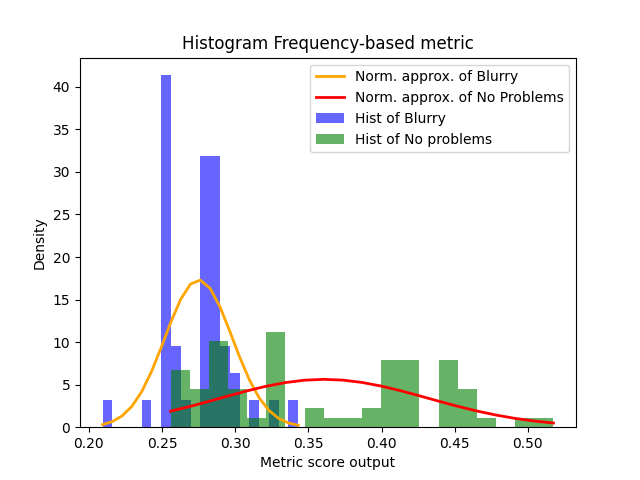 Histogram Frequency-based metric
Norm. approx. of Blurry
Norm. approx. of No Problems
Hist of Blurry
Hist of No problems
Density
40
35
30
25
20
15
10
5
0
0.20 0.25 0.30 0.35 0.40 0.45 0.50
Metric score output